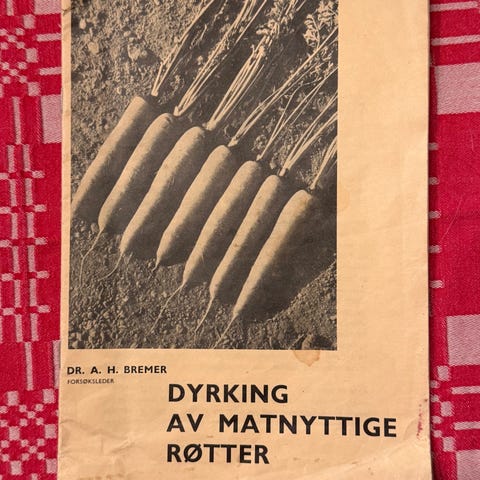 DR. A. H. BREMER
FORSØKSLEDER
DYRKING
AV MATNYTTIGE
RØTTER